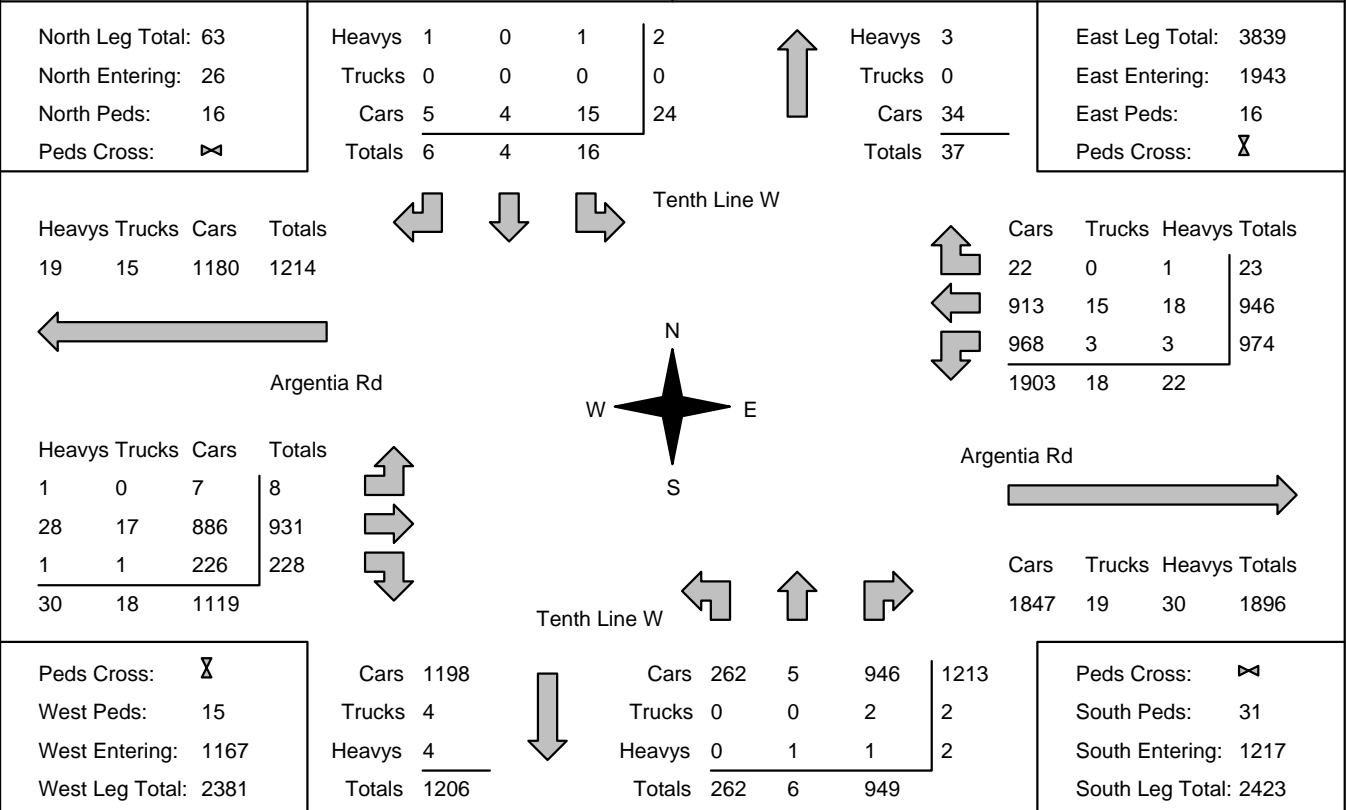 North Leg Total: 63
North Entering: 26
North Peds: 16
Peds Cross:
Heavys 1 0 1 2
Trucks 0 0 0 0
Cars 5 4 15 24
Totals 6 4 16
Heavys 3
Trucks 0
Cars 34
Totals 37
East Leg Total: 3839
East Entering: 1943
East Peds: 16
Peds Cross:
Tenth Line W
Heavys Trucks Cars Totals
19 15 1180 1214
Cars Trucks Heavys Totals
22 0 1 23
913 15 18 946
968 3 3 974
1903 18 22
Argentia Rd
N
W E
S
Heavys Trucks Cars Totals
1 0 7 8
28 17 886 931
1 1 226 228
30 18 1119
Argentia Rd
Cars Trucks Heavys Totals
1847 19 30 1896
Tenth Line W
Peds Cross:
West Peds: 15
West Entering: 1167
West Leg Total: 2381
Cars 1198
Trucks 4
Heavys 4
Totals 1206
Cars 262 5 946 1213
Trucks 0 0 2 2
Heavys 0 1 1 2
Totals 262 6 949
Peds Cross:
South Peds: 31
South Entering: 1217
South Leg Total: 2423